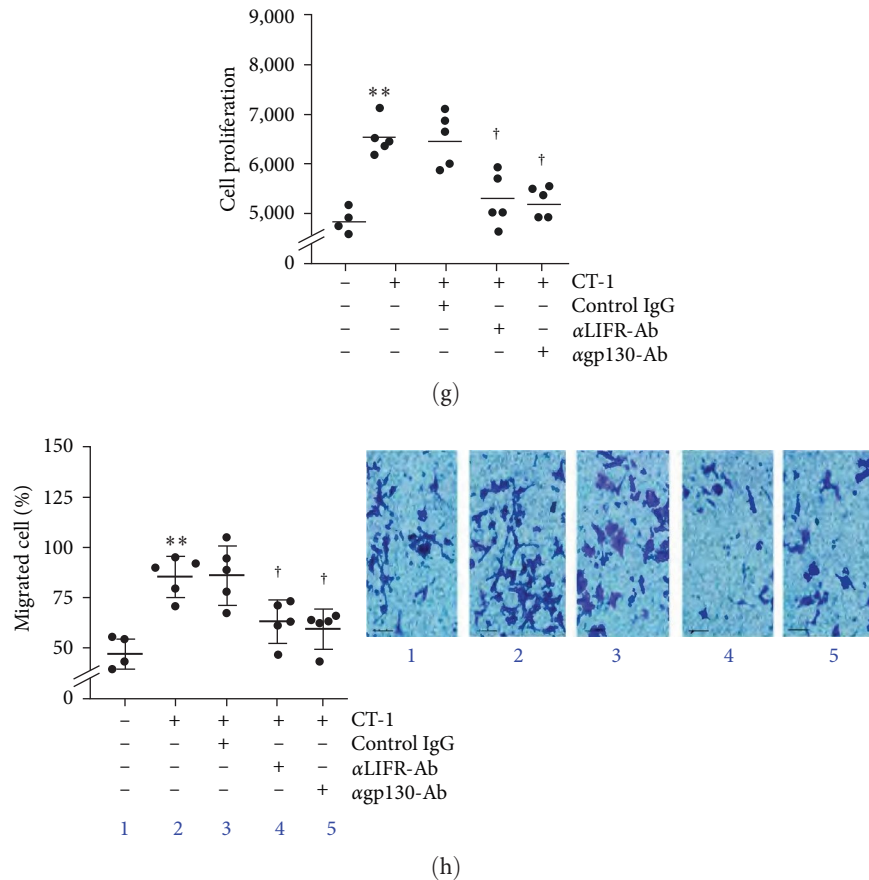 9,000
8,000
7,000
6,000
5,000
0
Cell proliferation
**
†
†
– + + + + CT-1
– – + – – Control IgG
– – – + – αLIFR-Ab
– – – – + αgp130-Ab
(g)
150
125
100
75
50
0
Migrated cell (%)
**
†
†
– + + + + CT-1
– – + – – Control IgG
– – – + – αLIFR-Ab
– – – – + αgp130-Ab
1 2 3 4 5
1 2 3 4 5
(h)